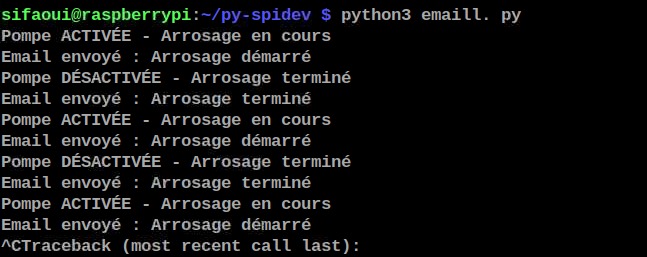 sifaoui@raspberrypi:~/py-spidev $ python3 emaill. py
Pompe ACTIVÉE - Arrosage en cours
Email envoyé : Arrosage démarré
Pompe DÉSACTIVÉE - Arrosage terminé
Email envoyé : Arrosage terminé
Pompe ACTIVÉE - Arrosage en cours
Email envoyé : Arrosage démarré
Pompe DÉSACTIVÉE - Arrosage terminé
Email envoyé : Arrosage terminé
Pompe ACTIVÉE - Arrosage en cours
Email envoyé : Arrosage démarré
^CTraceback (most recent call last):